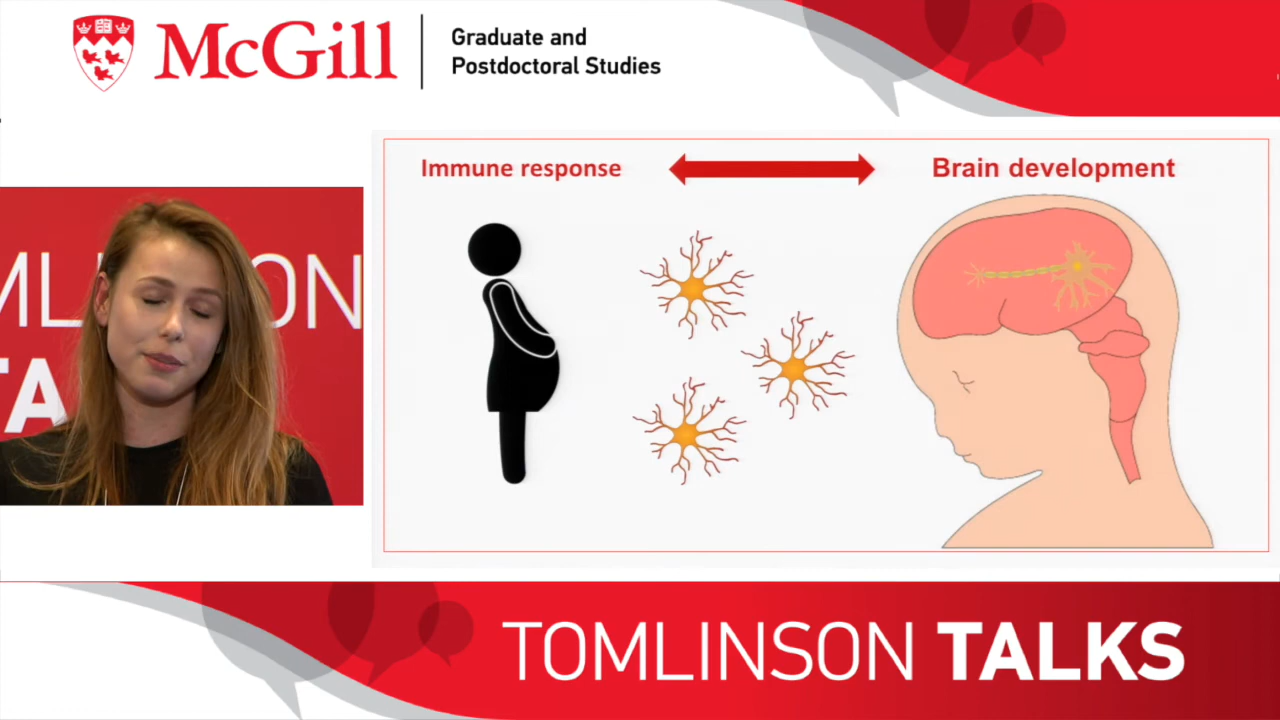 McGill
Graduate and
Postdoctoral Studies
Immune response
Brain development
TOMLINSON TALKS